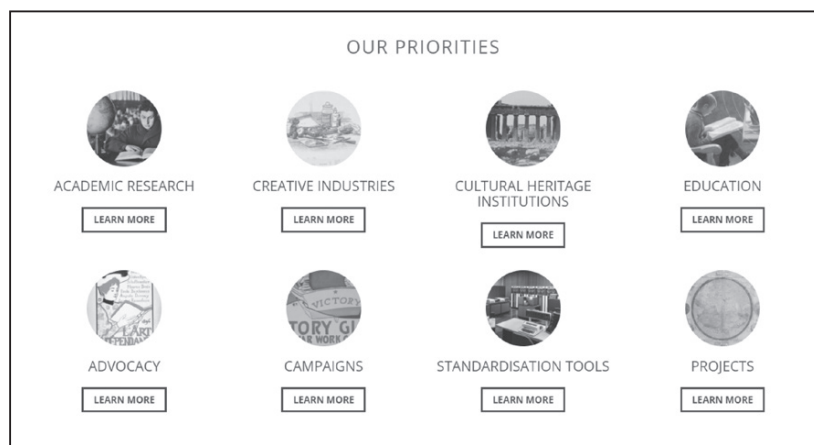 OUR PRIORITIES
ACADEMIC RESEARCH
LEARN MORE
CREATIVE INDUSTRIES
LEARN MORE
CULTURAL HERITAGE
INSTITUTIONS
LEARN MORE
EDUCATION
LEARN MORE
L'ART
ADVOCACY
LEARN MORE
VICTORY
CAMPAIGNS
LEARN MORE
STANDARDISATION TOOLS
LEARN MORE
PROJECTS
LEARN MORE